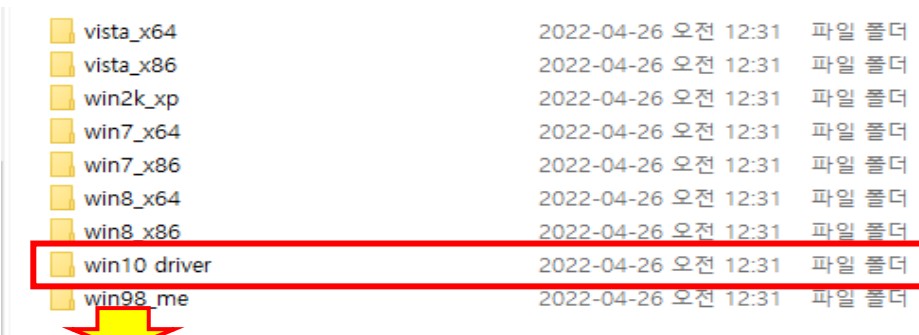 vista_x64 2022-04-26 오전 12:31 파일 폴더
vista_x86 2022-04-26 오전 12:31 파일 폴더
win2k_xp 2022-04-26 오전 12:31 파일 폴더
win7_x64 2022-04-26 오전 12:31 파일 폴더
win7_x86 2022-04-26 오전 12:31 파일 폴더
win8_x64 2022-04-26 오전 12:31 파일 폴더
win8_x86 2022-04-26 오전 12:31 파일 폴더
win10 driver 2022-04-26 오전 12:31 파일 폴더
win98_me 2022-04-26 오전 12:31 파일 폴더